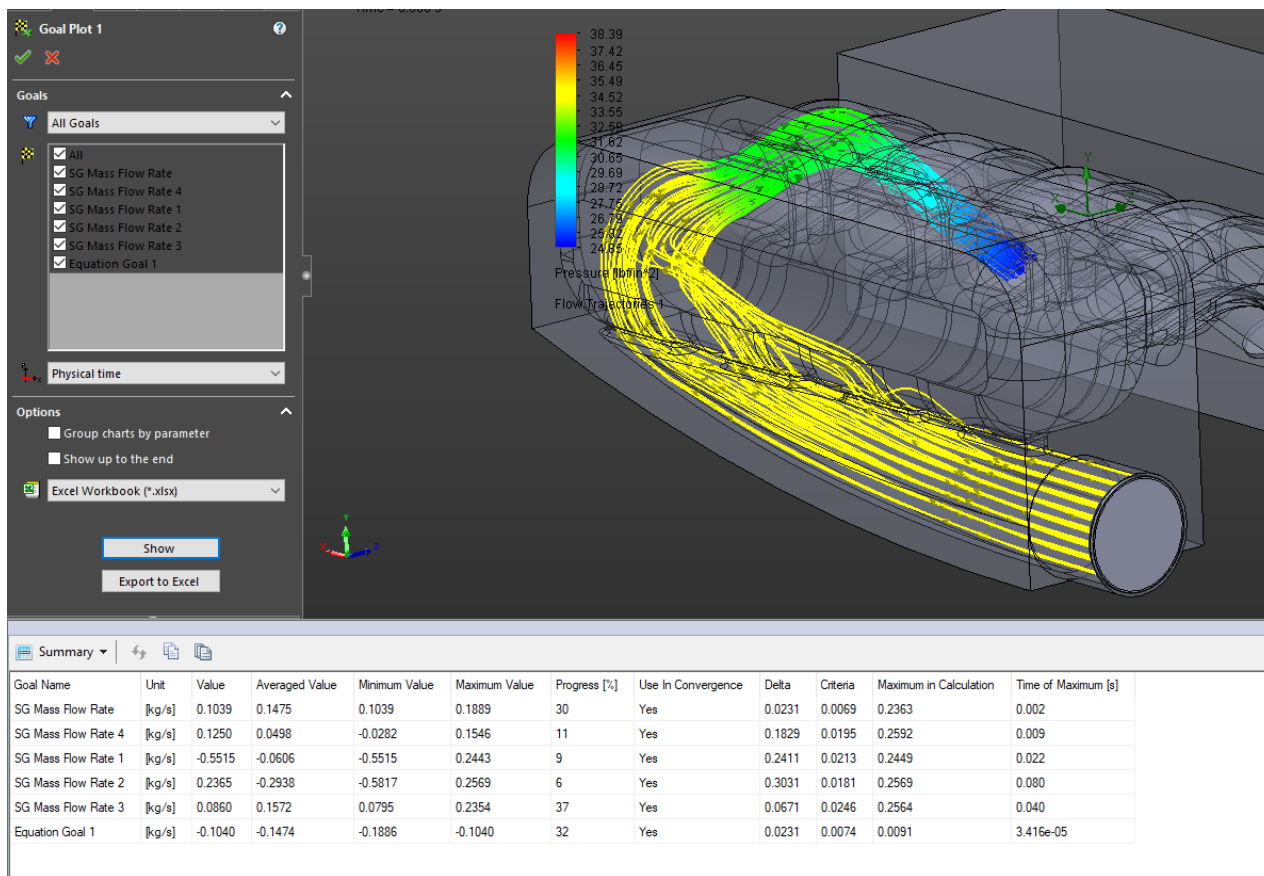 Goal Plot 1
Goals
All Goals
All
SG Mass Flow Rate
SG Mass Flow Rate 4
SG Mass Flow Rate 1
SG Mass Flow Rate 2
SG Mass Flow Rate 3
Equation Goal 1
Physical time
Options
Group charts by parameter
Show up to the end
Excel Workbook (*.xlsx)
Show
Export to Excel
38.39
37.42
36.45
35.49
34.52
33.55
32.59
31.62
30.65
29.69
28.72
27.75
26.79
25.82
24.85
Pressure [lbf/in^2]
Flow Trajectories 1
Y
Y
X
Z
Summary
Goal Name Unit Value Averaged Value Minimum Value Maximum Value Progress [%] Use In Convergence Delta Criteria Maximum in Calculation Time of Maximum [s]
SG Mass Flow Rate [kg/s] 0.1039 0.1475 0.1039 0.1889 30 Yes 0.0231 0.0069 0.2363 0.002
SG Mass Flow Rate 4 [kg/s] 0.1250 0.0498 -0.0282 0.1546 11 Yes 0.1829 0.0195 0.2592 0.009
SG Mass Flow Rate 1 [kg/s] -0.5515 -0.0606 -0.5515 0.2443 9 Yes 0.2411 0.0213 0.2449 0.022
SG Mass Flow Rate 2 [kg/s] 0.2365 -0.2938 -0.5817 0.2569 6 Yes 0.3031 0.0181 0.2569 0.080
SG Mass Flow Rate 3 [kg/s] 0.0860 0.1572 0.0795 0.2354 37 Yes 0.0671 0.0246 0.2564 0.040
Equation Goal 1 [kg/s] -0.1040 -0.1474 -0.1886 -0.1040 32 Yes 0.0231 0.0074 0.0091 3.416e-05